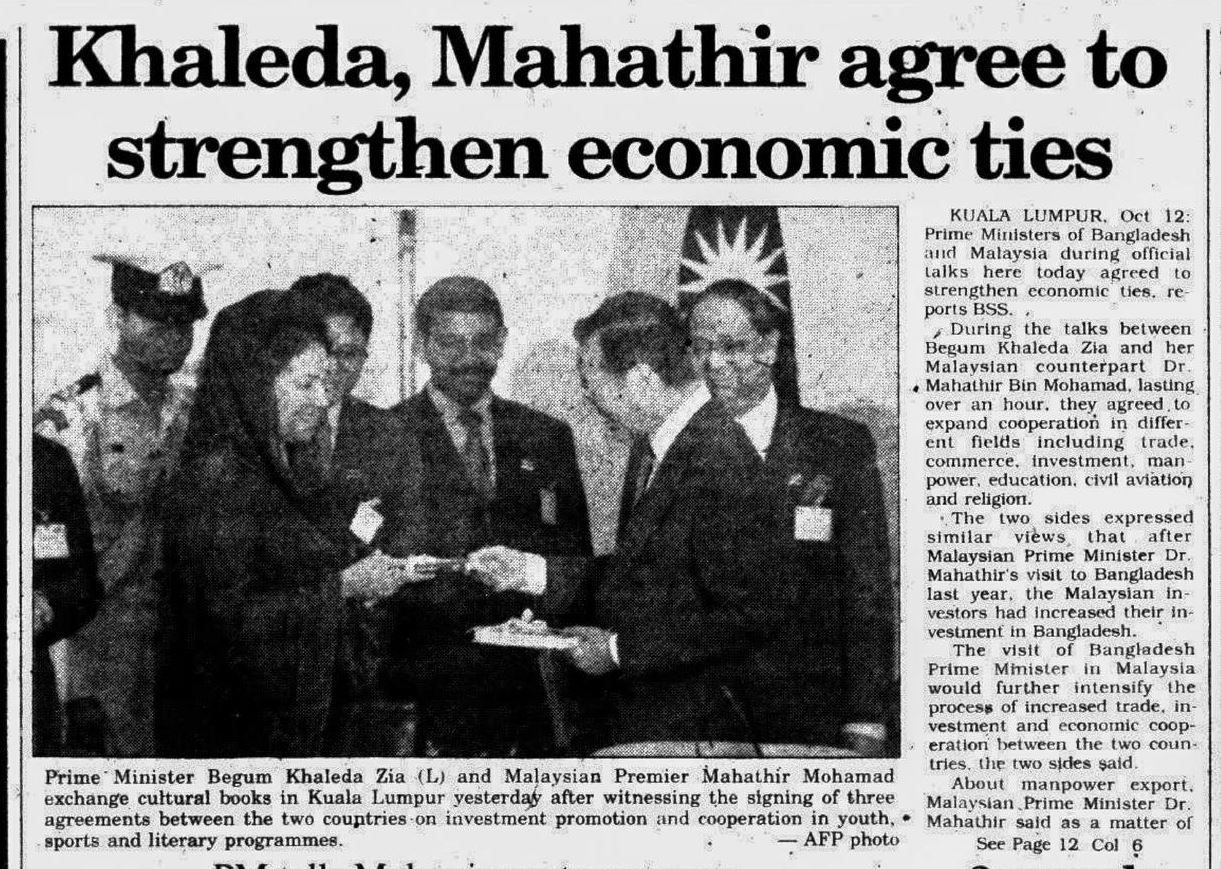 Khaleda, Mahathir agree to
strengthen economic ties
Prime Minister Begum Khaleda Zia (L) and Malaysian Premier Mahathir Mohamad
exchange cultural books in Kuala Lumpur yesterday after witnessing the signing of three
agreements between the two countries on investment promotion and cooperation in youth,
sports and literary programmes.
— AFP photo
KUALA LUMPUR, Oct 12:
Prime Ministers of Bangladesh
and Malaysia during official
talks here today agreed to
strengthen economic ties, re-
ports BSS.
During the talks between
Begum Khaleda Zia and her
Malaysian counterpart Dr.
Mahathir Bin Mohamad, lasting
over an hour, they agreed to
expand cooperation in differ-
ent fields including trade,
commerce, investment, man-
power, education, civil aviation
and religion.
The two sides expressed
similar views that after
Malaysian Prime Minister Dr.
Mahathir's visit to Bangladesh
last year, the Malaysian in-
vestors had increased their in-
vestment in Bangladesh.
The visit of Bangladesh
Prime Minister in Malaysia
would further intensify the
process of increased trade, in-
vestment and economic coop-
eration between the two coun-
tries, the two sides said.
About manpower export,
Malaysian Prime Minister Dr.
Mahathir said as a matter of
See Page 12 Col 6